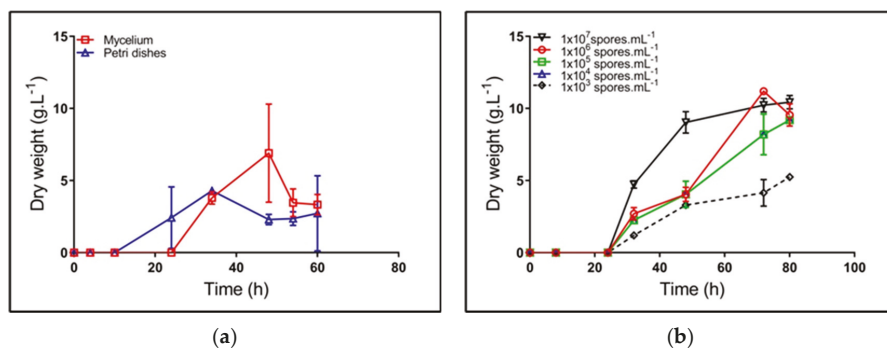 Mycelium
Petri dishes
15
10
5
0
Dry weight (g.L⁻¹)
0 20 40 60 80
Time (h)
(a)
1x10⁷spores.mL⁻¹
1x10⁶ spores.mL⁻¹
1x10⁵ spores.mL⁻¹
1x10⁴ spores.mL⁻¹
1x10³ spores.mL⁻¹
15
10
5
0
Dry weight (g.L⁻¹)
0 20 40 60 80 100
Time (h)
(b)